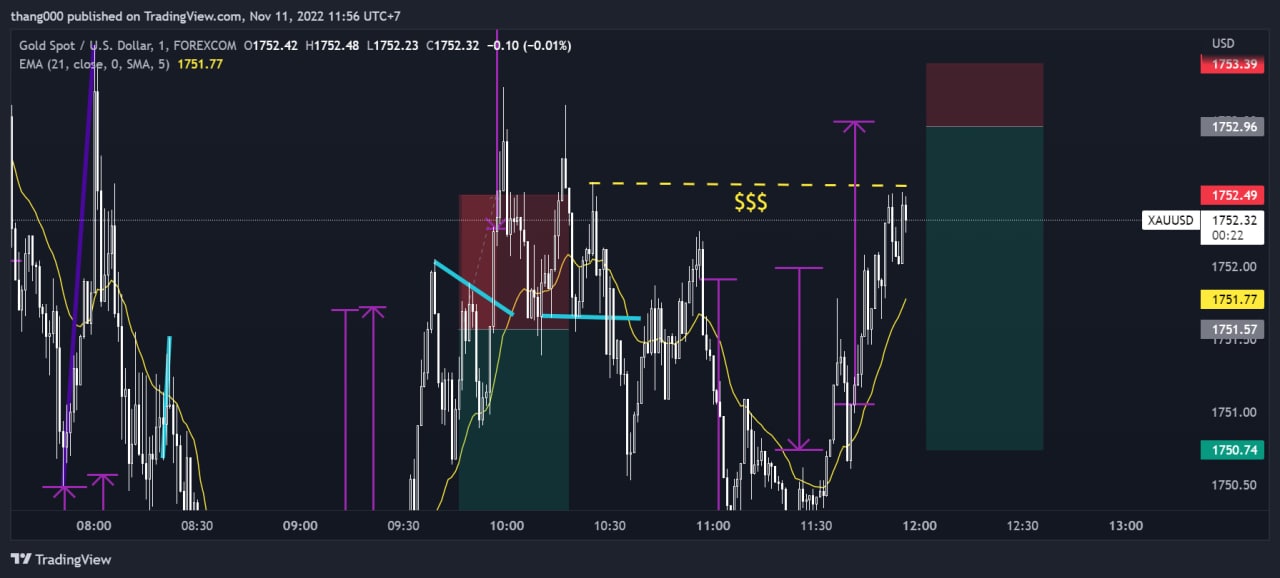 thang000 published on TradingView.com, Nov 11, 2022 11:56 UTC+7
Gold Spot / U.S. Dollar, 1, FOREXCOM O1752.42 H1752.48 L1752.23 C1752.32 −0.10 (−0.01%)
EMA (21, close, 0, SMA, 5) 1751.77
USD
1753.39
1752.96
$$$
1752.49
XAUUSD 1752.32
00:22
1752.00
1751.77
1751.57
1751.50
1751.00
1750.74
1750.50
08:00 08:30 09:00 09:30 10:00 10:30 11:00 11:30 12:00 12:30 13:00
TradingView